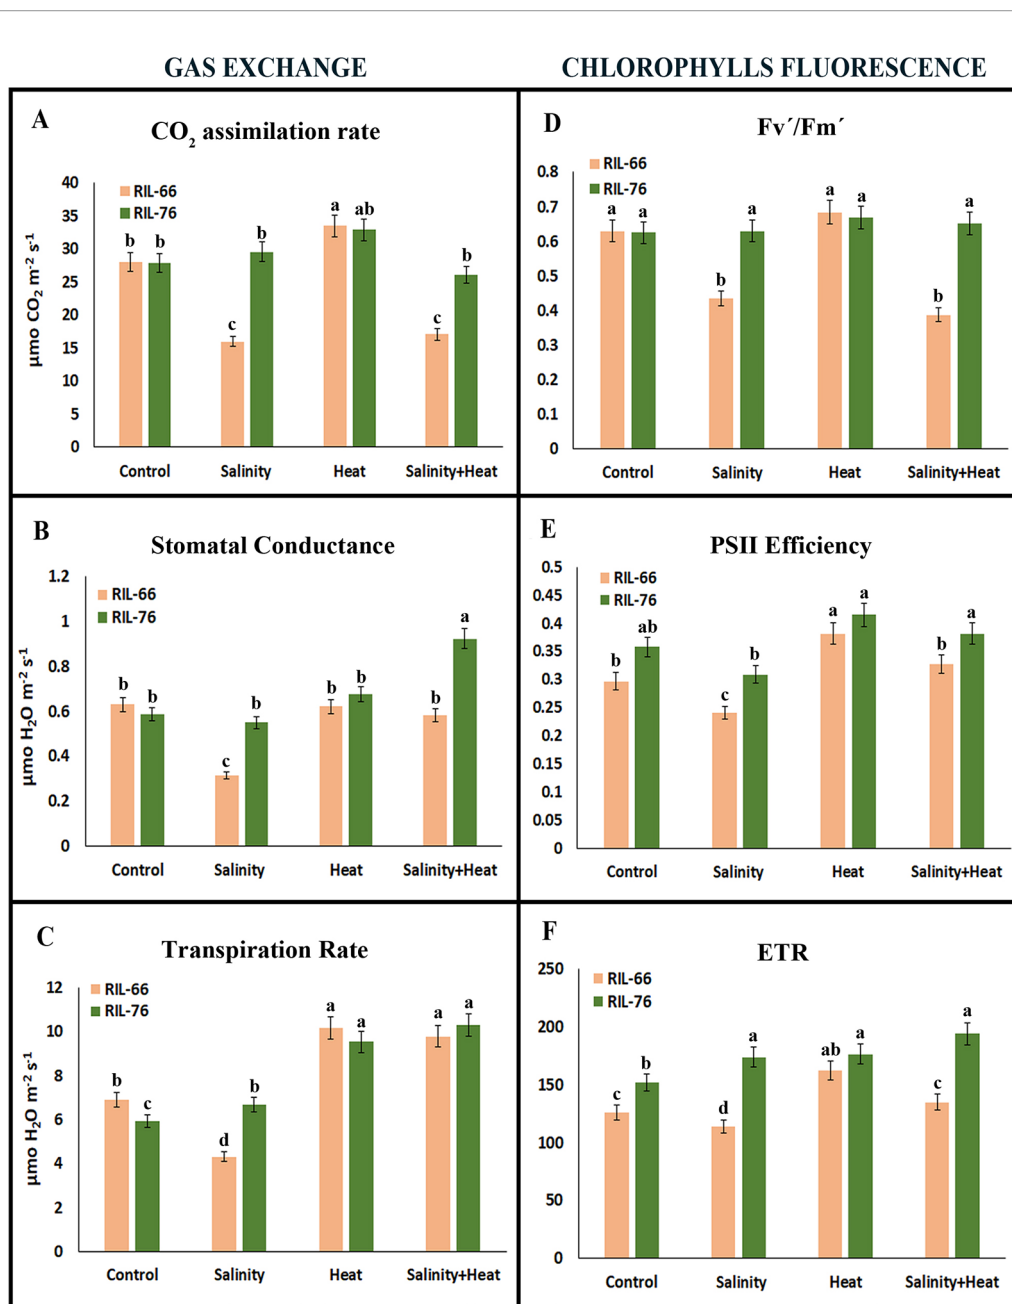 GAS EXCHANGE
CHLOROPHYLLS FLUORESCENCE
A
CO2 assimilation rate
RIL-66
RIL-76
µmo CO2 m-2 s-1
40
35
30
25
20
15
10
5
0
b b c b a ab c b
Control Salinity Heat Salinity+Heat
D
Fv´/Fm´
RIL-66
RIL-76
0.8
0.7
0.6
0.5
0.4
0.3
0.2
0.1
0
a a b a a a b a
Control Salinity Heat Salinity+Heat
B
Stomatal Conductance
RIL-66
RIL-76
µmo H2O m-2 s-1
1.2
1
0.8
0.6
0.4
0.2
0
b b c b b b b a
Control Salinity Heat Salinity+Heat
E
PSII Efficiency
RIL-66
RIL-76
0.5
0.45
0.4
0.35
0.3
0.25
0.2
0.15
0.1
0.05
0
b ab c b a a b a
Control Salinity Heat Salinity+Heat
C
Transpiration Rate
RIL-66
RIL-76
µmo H2O m-2 s-1
12
10
8
6
4
2
0
b c d b a a a a
Control Salinity Heat Salinity+Heat
F
ETR
RIL-66
RIL-76
250
200
150
100
50
0
c b d a ab a c a
Control Salinity Heat Salinity+Heat